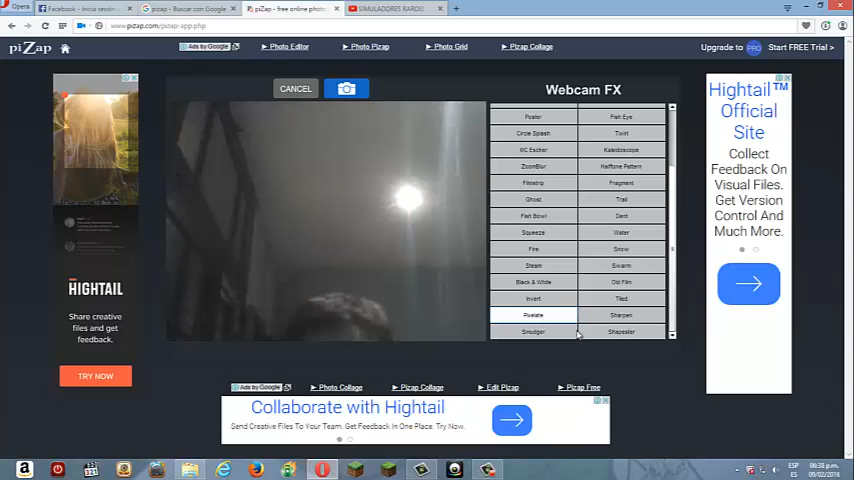 Opera
Facebook - Inicia sesión
pizap - Buscar con Google
piZap - free online photo
SIMULADORES RAROS!
www.pizap.com/pizap-app.php
piZap
Ads by Google
► Photo Editor
► Photo Pizap
► Photo Grid
► Pizap Collage
Upgrade to PRO Start FREE Trial >
CANCEL
Webcam FX
Poster
Fish Eye
Circle Splash
Twirl
MC Escher
Kaleidoscope
ZoomBlur
Halftone Pattern
Filmstrip
Fragment
Ghost
Trail
Fish Bowl
Dent
Squeeze
Water
Fire
Snow
Steam
Swarm
Black & White
Old Film
Invert
Tiled
Pixelate
Sharpen
Smudger
Shapester
HIGHTAIL
Share creative
files and get
feedback.
TRY NOW
Hightail™
Official
Site
Collect
Feedback On
Visual Files.
Get Version
Control And
Much More.
Ads by Google
► Photo Collage
► Pizap Collage
► Edit Pizap
► Pizap Free
Collaborate with Hightail
Send Creative Files To Your Team. Get Feedback In One Place. Try Now.
321
ESP
ES
06:38 p.m.
09/02/2016